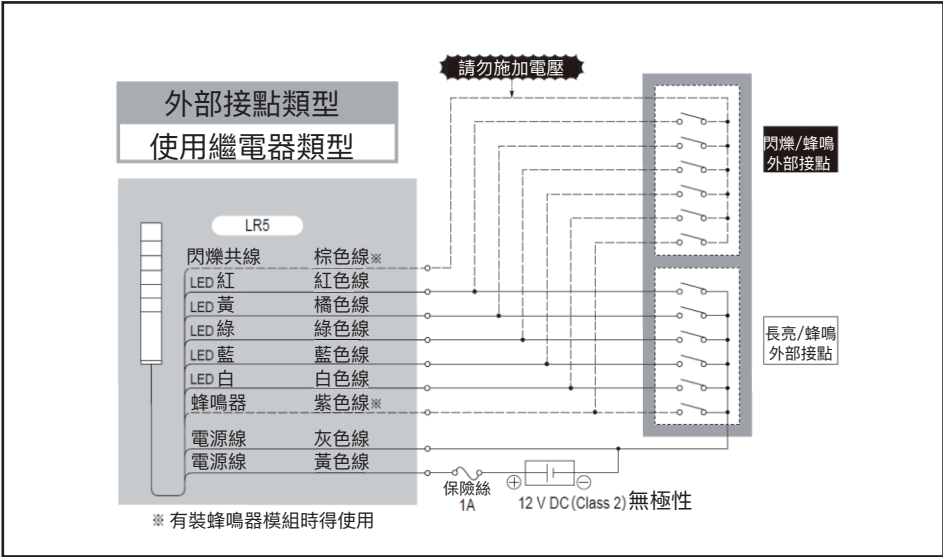 請勿施加電壓
外部接點類型
使用繼電器類型
閃爍/蜂鳴
外部接點
LR5
閃爍共線 棕色線※
LED 紅 紅色線
LED 黃 橘色線
LED 綠 綠色線
LED 藍 藍色線
LED 白 白色線
蜂鳴器 紫色線※
電源線 灰色線
電源線 黃色線
長亮/蜂鳴
外部接點
保險絲
1A
⊕ ⊖
12 V DC (Class 2) 無極性
※ 有裝蜂鳴器模組時得使用